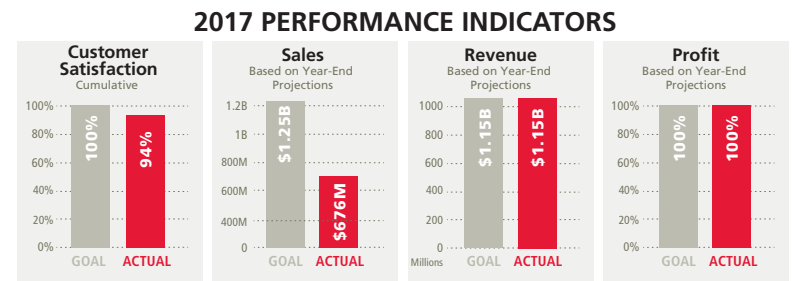 2017 PERFORMANCE INDICATORS
Customer
Satisfaction
Cumulative
100%
80%
60%
40%
20%
0%
100%
94%
GOAL ACTUAL
Sales
Based on Year-End
Projections
1.2B
1B
800M
600M
400M
0
$1.25B
$676M
GOAL ACTUAL
Revenue
Based on Year-End
Projections
1000
800
600
400
200
0
Millions
$1.15B
$1.15B
GOAL ACTUAL
Profit
Based on Year-End
Projections
100%
80%
60%
40%
20%
0%
100%
100%
GOAL ACTUAL